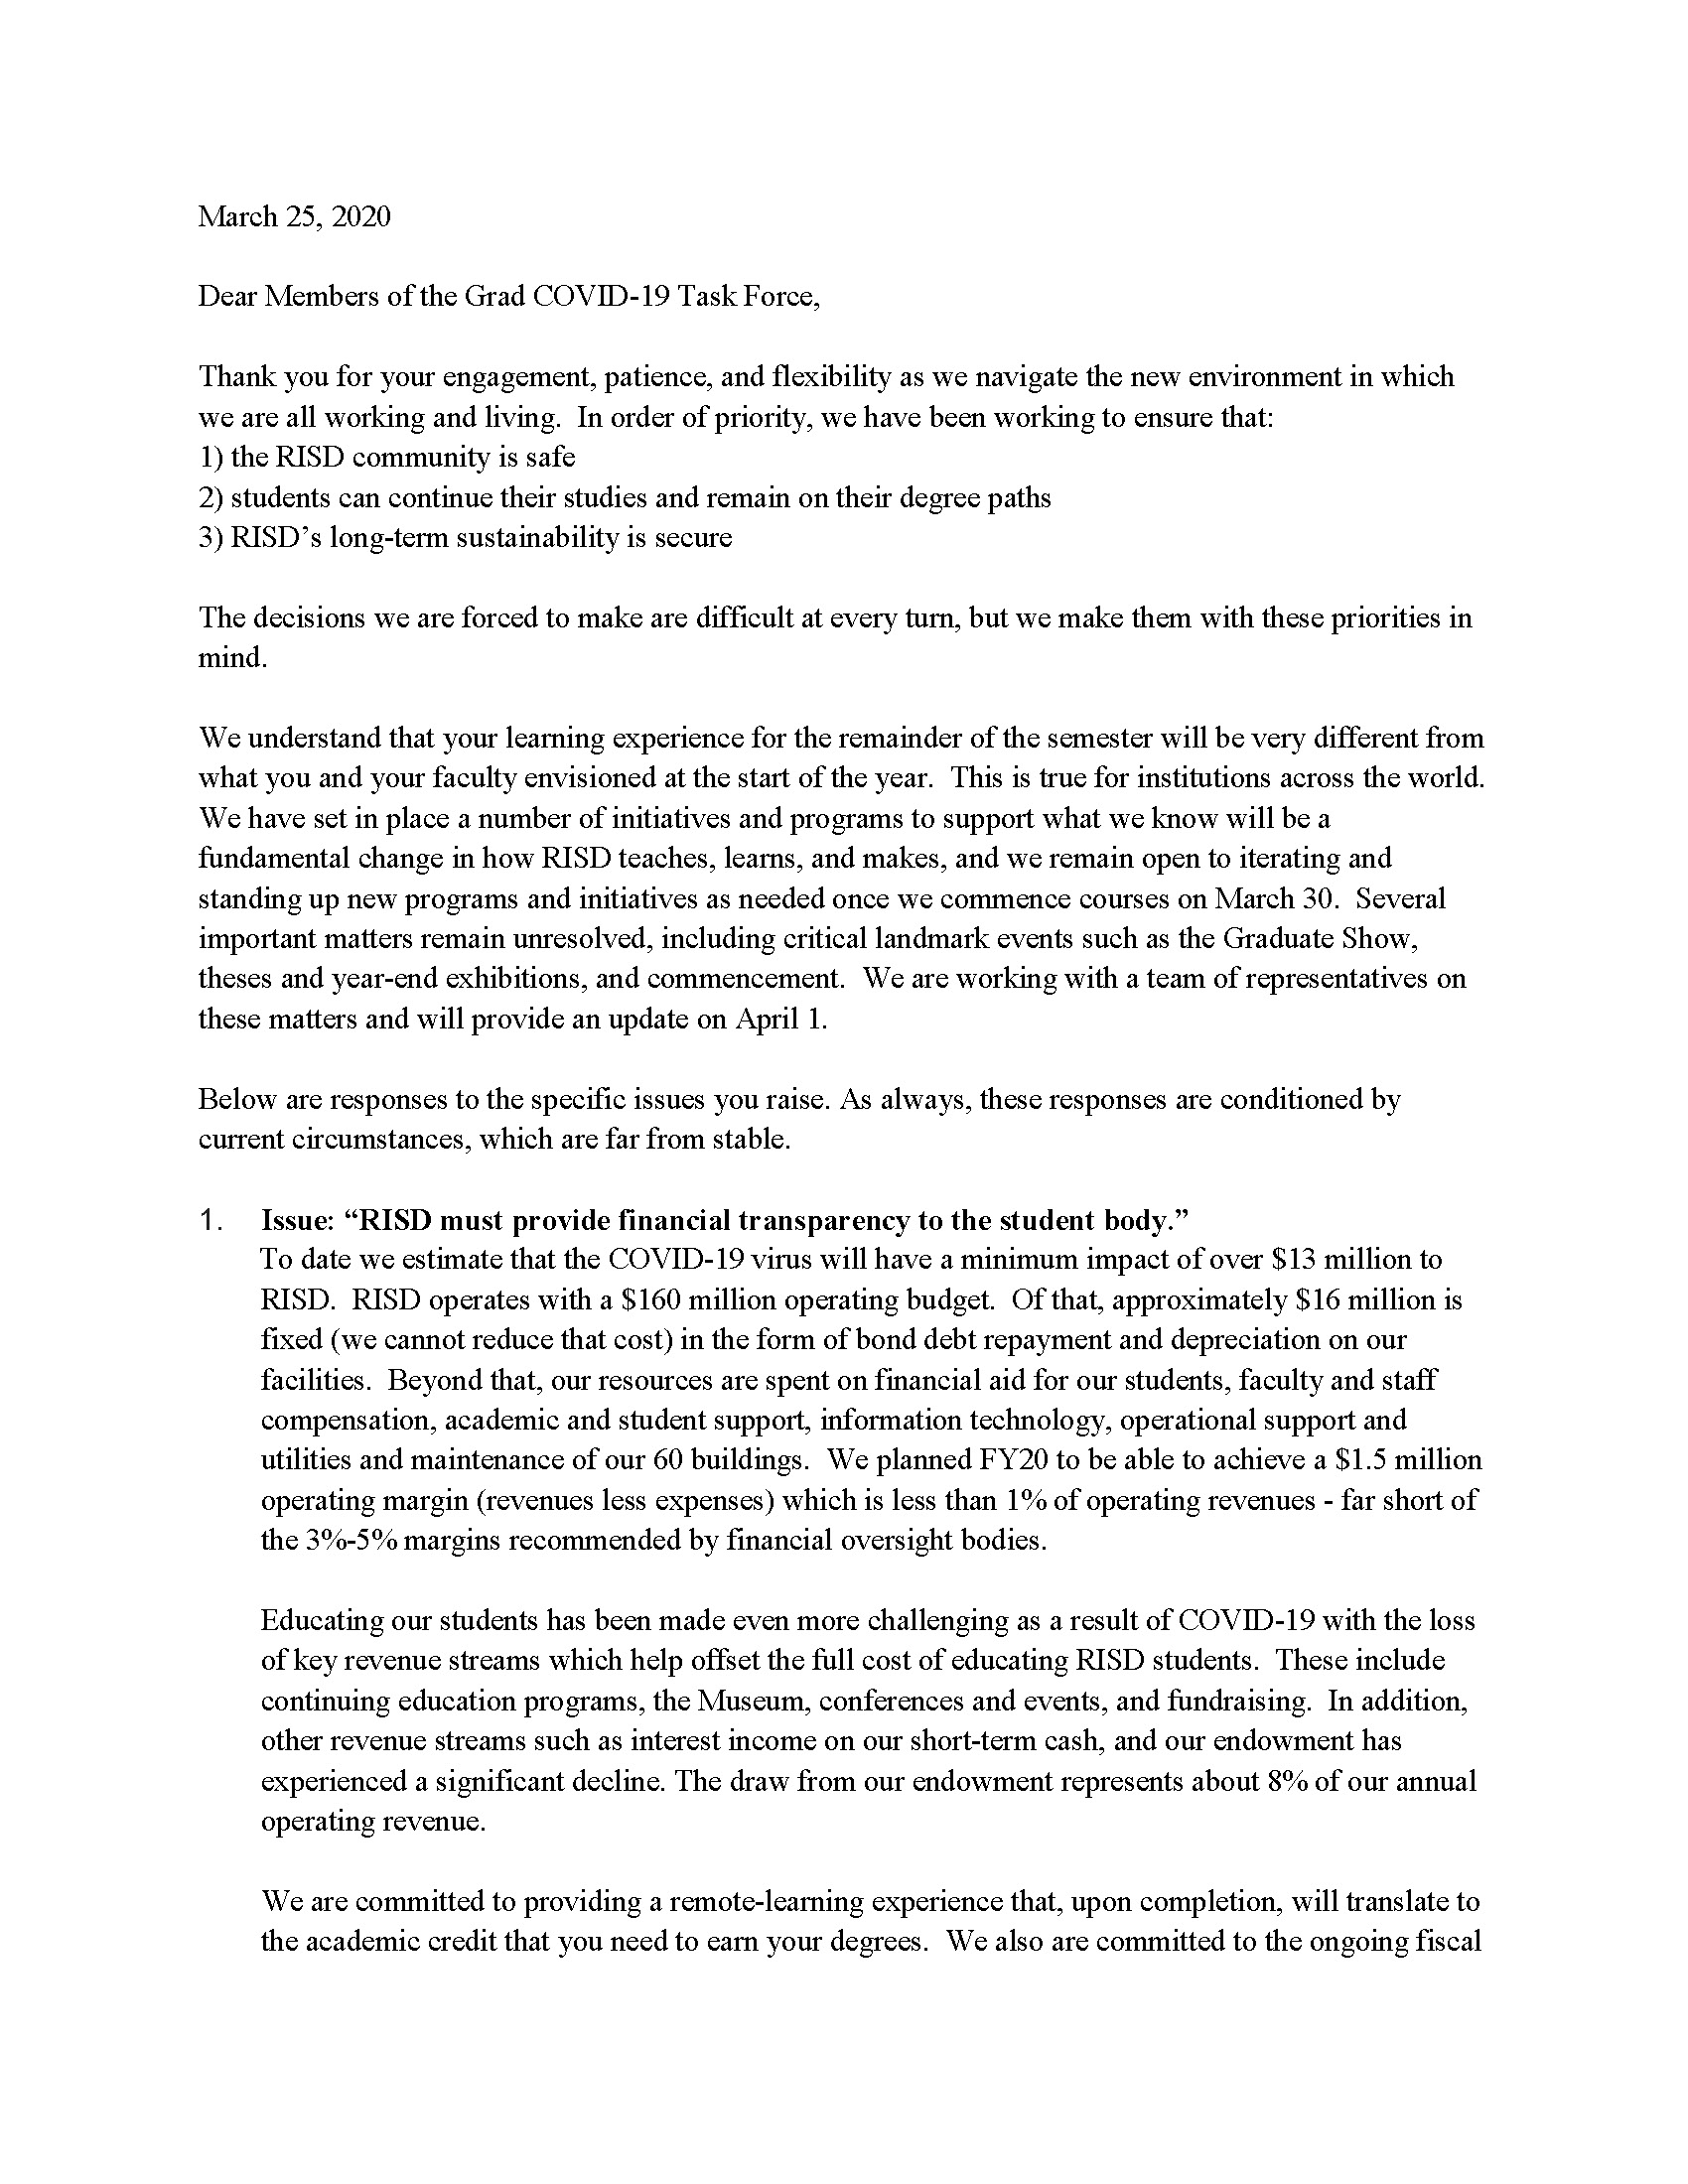 March 25, 2020
Dear Members of the Grad COVID-19 Task Force,
Thank you for your engagement, patience, and flexibility as we navigate the new environment in which
we are all working and living.  In order of priority, we have been working to ensure that:
1) the RISD community is safe
2) students can continue their studies and remain on their degree paths
3) RISD’s long-term sustainability is secure
The decisions we are forced to make are difficult at every turn, but we make them with these priorities in
mind.
We understand that your learning experience for the remainder of the semester will be very different from
what you and your faculty envisioned at the start of the year.  This is true for institutions across the world.
We have set in place a number of initiatives and programs to support what we know will be a
fundamental change in how RISD teaches, learns, and makes, and we remain open to iterating and
standing up new programs and initiatives as needed once we commence courses on March 30.  Several
important matters remain unresolved, including critical landmark events such as the Graduate Show,
theses and year-end exhibitions, and commencement.  We are working with a team of representatives on
these matters and will provide an update on April 1.
Below are responses to the specific issues you raise. As always, these responses are conditioned by
current circumstances, which are far from stable.
1. Issue: “RISD must provide financial transparency to the student body.”
To date we estimate that the COVID-19 virus will have a minimum impact of over $13 million to
RISD.  RISD operates with a $160 million operating budget.  Of that, approximately $16 million is
fixed (we cannot reduce that cost) in the form of bond debt repayment and depreciation on our
facilities.  Beyond that, our resources are spent on financial aid for our students, faculty and staff
compensation, academic and student support, information technology, operational support and
utilities and maintenance of our 60 buildings.  We planned FY20 to be able to achieve a $1.5 million
operating margin (revenues less expenses) which is less than 1% of operating revenues - far short of
the 3%-5% margins recommended by financial oversight bodies.
Educating our students has been made even more challenging as a result of COVID-19 with the loss
of key revenue streams which help offset the full cost of educating RISD students.  These include
continuing education programs, the Museum, conferences and events, and fundraising.  In addition,
other revenue streams such as interest income on our short-term cash, and our endowment has
experienced a significant decline. The draw from our endowment represents about 8% of our annual
operating revenue.
We are committed to providing a remote-learning experience that, upon completion, will translate to
the academic credit that you need to earn your degrees.  We also are committed to the ongoing fiscal